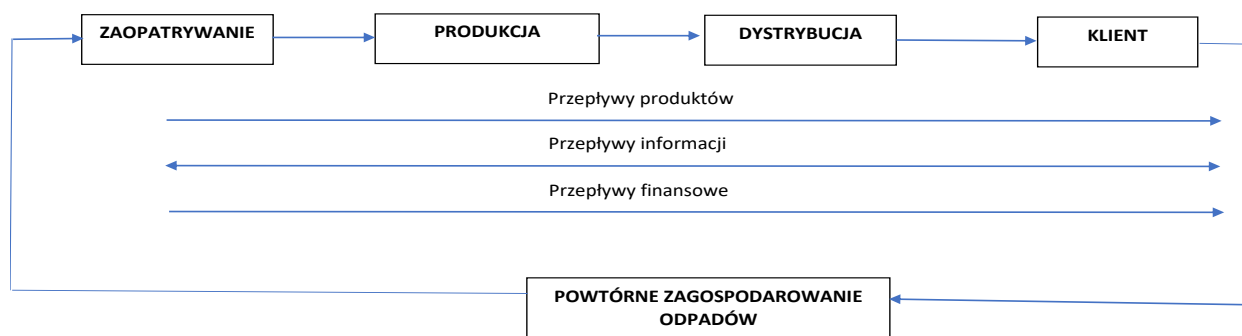 ZAOPATRYWANIE
PRODUKCJA
DYSTRYBUCJA
KLIENT
Przepływy produktów
Przepływy informacji
Przepływy finansowe
POWTÓRNE ZAGOSPODAROWANIE
ODPADÓW